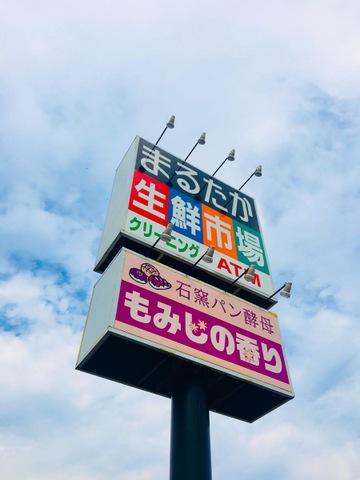 まるたか
生鮮市場
クリーニング ATM
石窯パン酵母
もみじの香り